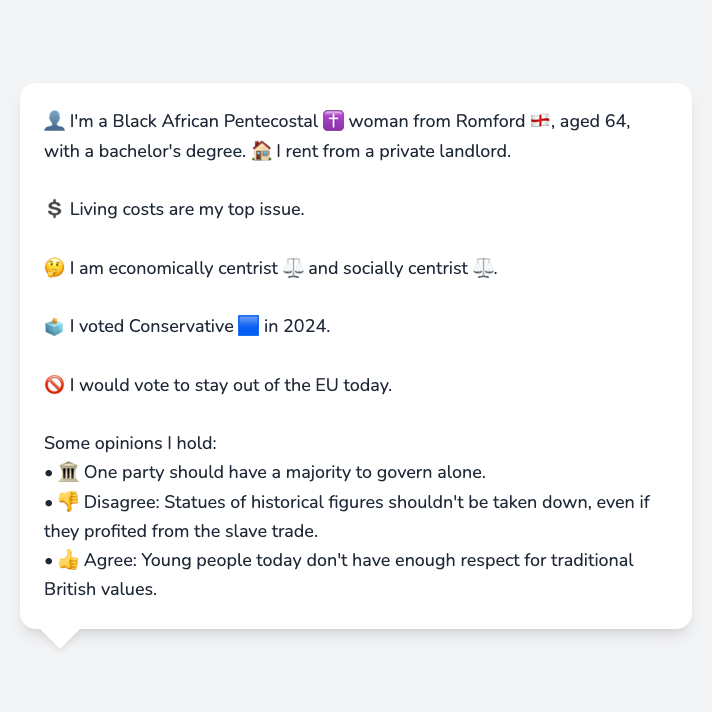 👤 I'm a Black African Pentecostal ✝️ woman from Romford 🏴󠁧󠁢󠁥󠁮󠁧󠁿, aged 64,
with a bachelor's degree. 🏠 I rent from a private landlord.
💲 Living costs are my top issue.
🤔 I am economically centrist ⚖️ and socially centrist ⚖️.
🗳️ I voted Conservative 🟦 in 2024.
🚫 I would vote to stay out of the EU today.
Some opinions I hold:
• 🏛️ One party should have a majority to govern alone.
• 👎 Disagree: Statues of historical figures shouldn't be taken down, even if
they profited from the slave trade.
• 👍 Agree: Young people today don't have enough respect for traditional
British values.